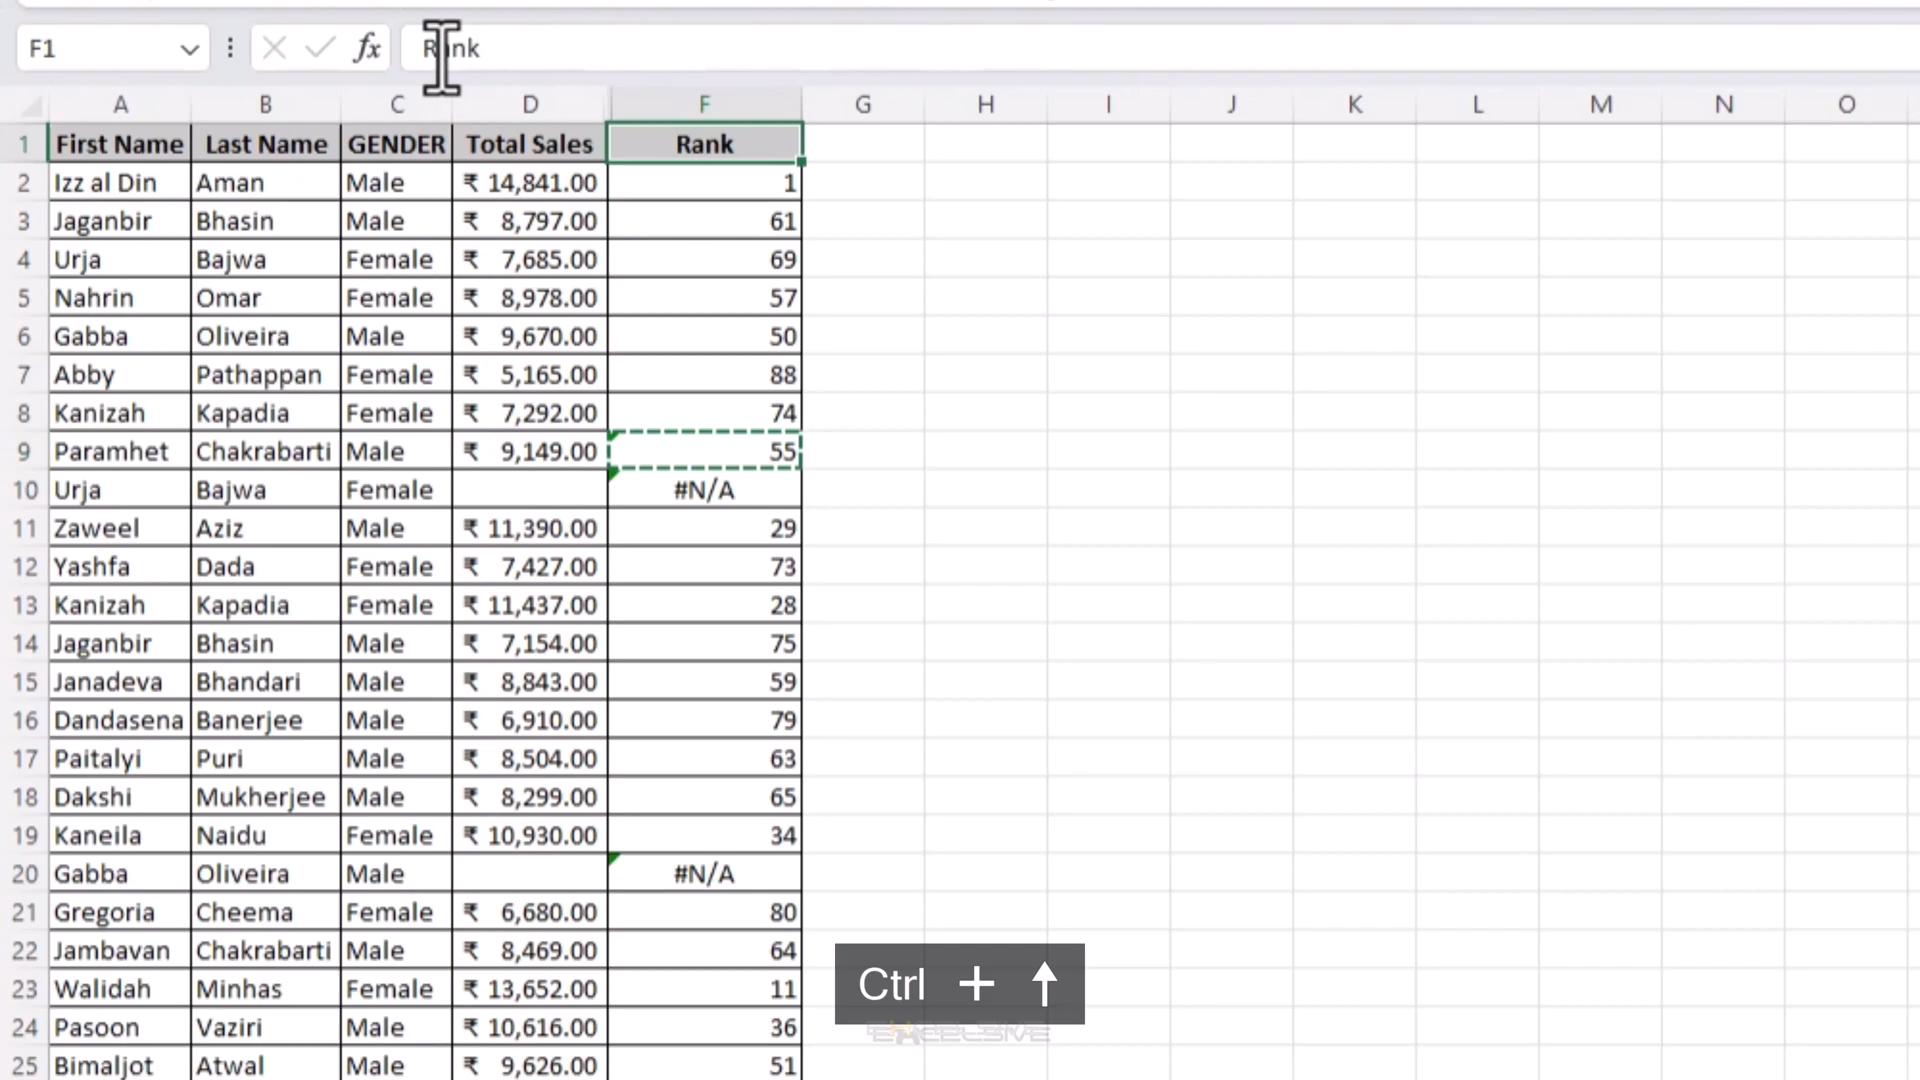 F1 fx Rank
A B C D F G H I J K L M N O
1 First Name Last Name GENDER Total Sales Rank
2 Izz al Din Aman Male ₹ 14,841.00 1
3 Jaganbir Bhasin Male ₹ 8,797.00 61
4 Urja Bajwa Female ₹ 7,685.00 69
5 Nahrin Omar Female ₹ 8,978.00 57
6 Gabba Oliveira Male ₹ 9,670.00 50
7 Abby Pathappan Female ₹ 5,165.00 88
8 Kanizah Kapadia Female ₹ 7,292.00 74
9 Paramhet Chakrabarti Male ₹ 9,149.00 55
10 Urja Bajwa Female #N/A
11 Zaweel Aziz Male ₹ 11,390.00 29
12 Yashfa Dada Female ₹ 7,427.00 73
13 Kanizah Kapadia Female ₹ 11,437.00 28
14 Jaganbir Bhasin Male ₹ 7,154.00 75
15 Janadeva Bhandari Male ₹ 8,843.00 59
16 Dandasena Banerjee Male ₹ 6,910.00 79
17 Paitalyi Puri Male ₹ 8,504.00 63
18 Dakshi Mukherjee Male ₹ 8,299.00 65
19 Kaneila Naidu Female ₹ 10,930.00 34
20 Gabba Oliveira Male #N/A
21 Gregoria Cheema Female ₹ 6,680.00 80
22 Jambavan Chakrabarti Male ₹ 8,469.00 64
23 Walidah Minhas Female ₹ 13,652.00 11
24 Pasoon Vaziri Male ₹ 10,616.00 36
25 Bimaljot Atwal Male ₹ 9,626.00 51
Ctrl + ↑